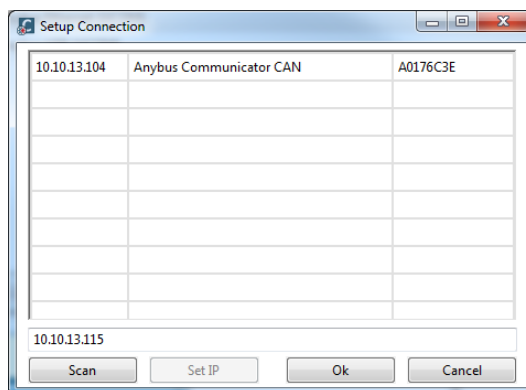 Setup Connection
10.10.13.104 Anybus Communicator CAN A0176C3E
10.10.13.115
Scan Set IP Ok Cancel